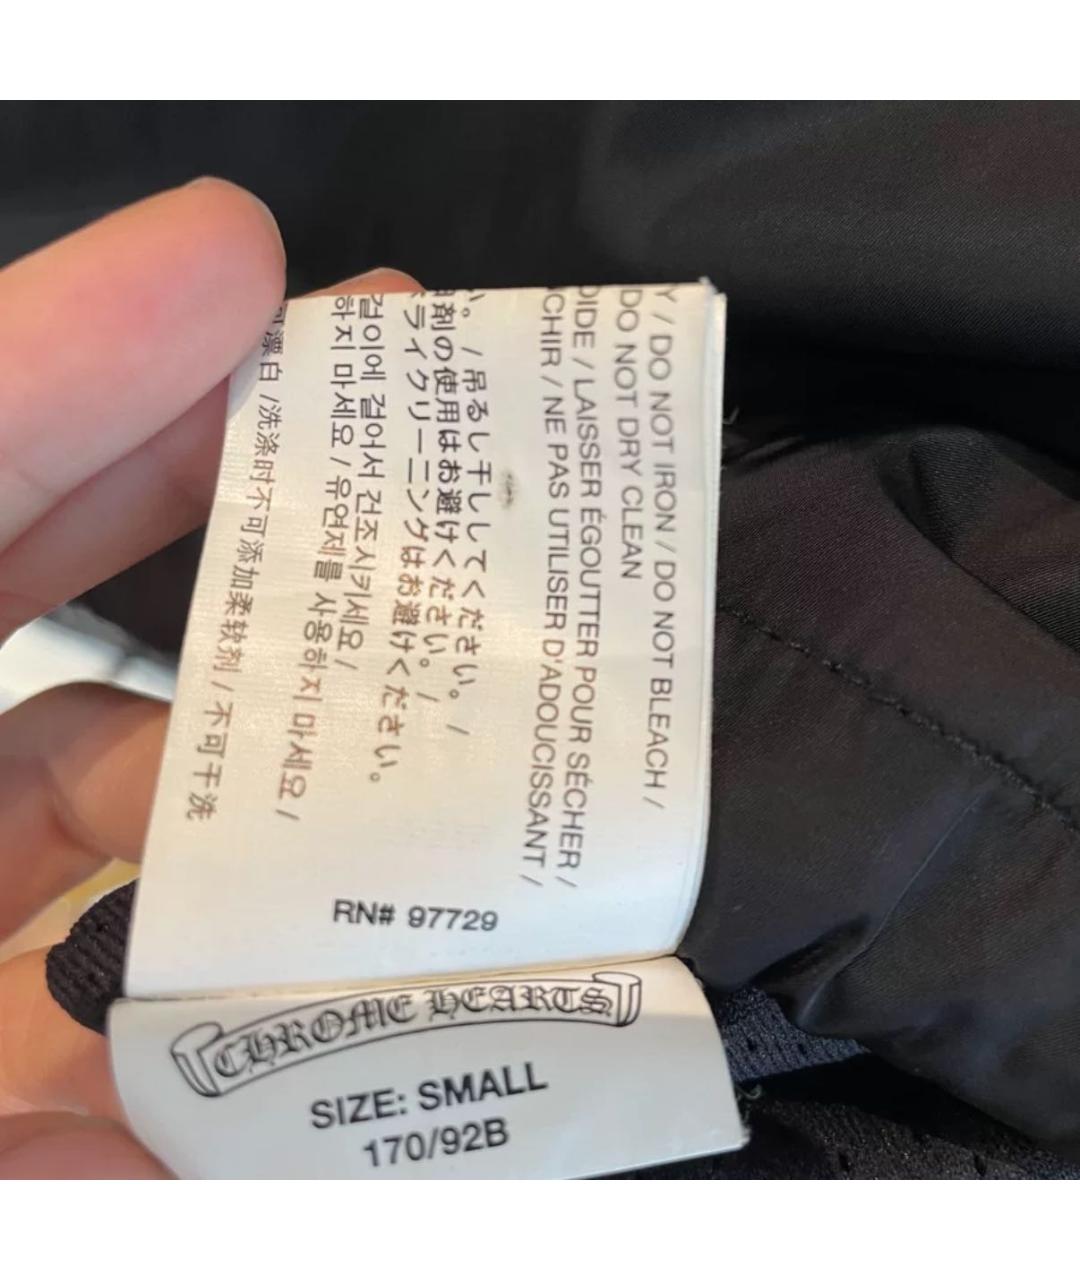 / DO NOT IRON / DO NOT BLEACH /
DO NOT DRY CLEAN
/ LAISSER ÉGOUTTER POUR SÉCHER /
/ NE PAS UTILISER D'ADOUCISSANT /
。/ 吊るし干ししてください。/
剤の使用はお避けください。/
ライクリーニングはお避けください。
걸이에 걸어서 건조시키세요 /
하지 마세요 / 유연제를 사용하지 마세요 /
漂白 / 洗涤时不可添加柔软剂 / 不可干洗
RN# 97729
CHROME HEARTS
SIZE: SMALL
170/92B